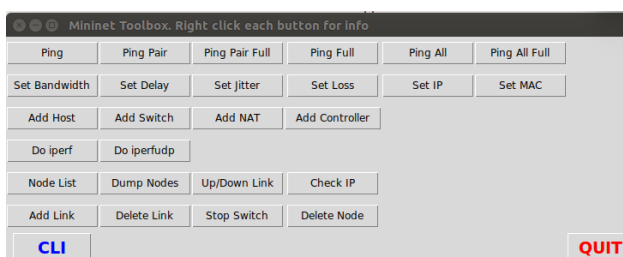 Mininet Toolbox. Right click each button for info
Ping Ping Pair Ping Pair Full Ping Full Ping All Ping All Full
Set Bandwidth Set Delay Set Jitter Set Loss Set IP Set MAC
Add Host Add Switch Add NAT Add Controller
Do iperf Do iperfudp
Node List Dump Nodes Up/Down Link Check IP
Add Link Delete Link Stop Switch Delete Node
CLI QUIT